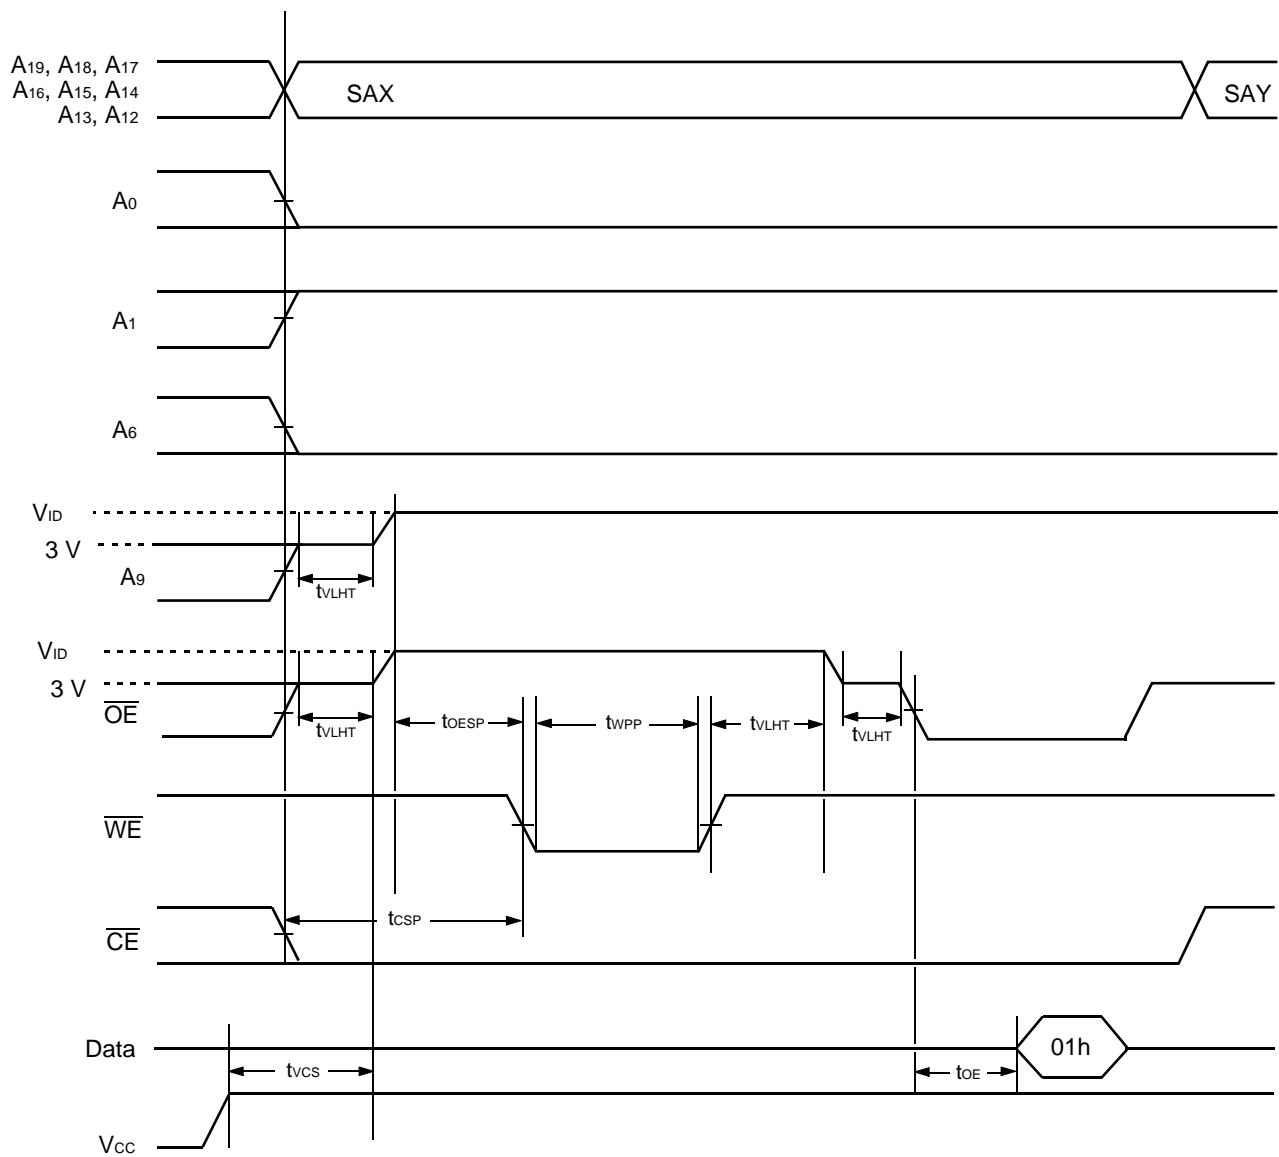 A19, A18, A17
A16, A15, A14
A13, A12
SAX
SAY
A0
A1
A6
VID
3 V
A9
tVLHT
VID
3 V
OE
tVLHT
tOESP
tWPP
tVLHT
tVLHT
WE
tCSP
CE
Data
01h
tVCS
tOE
VCC